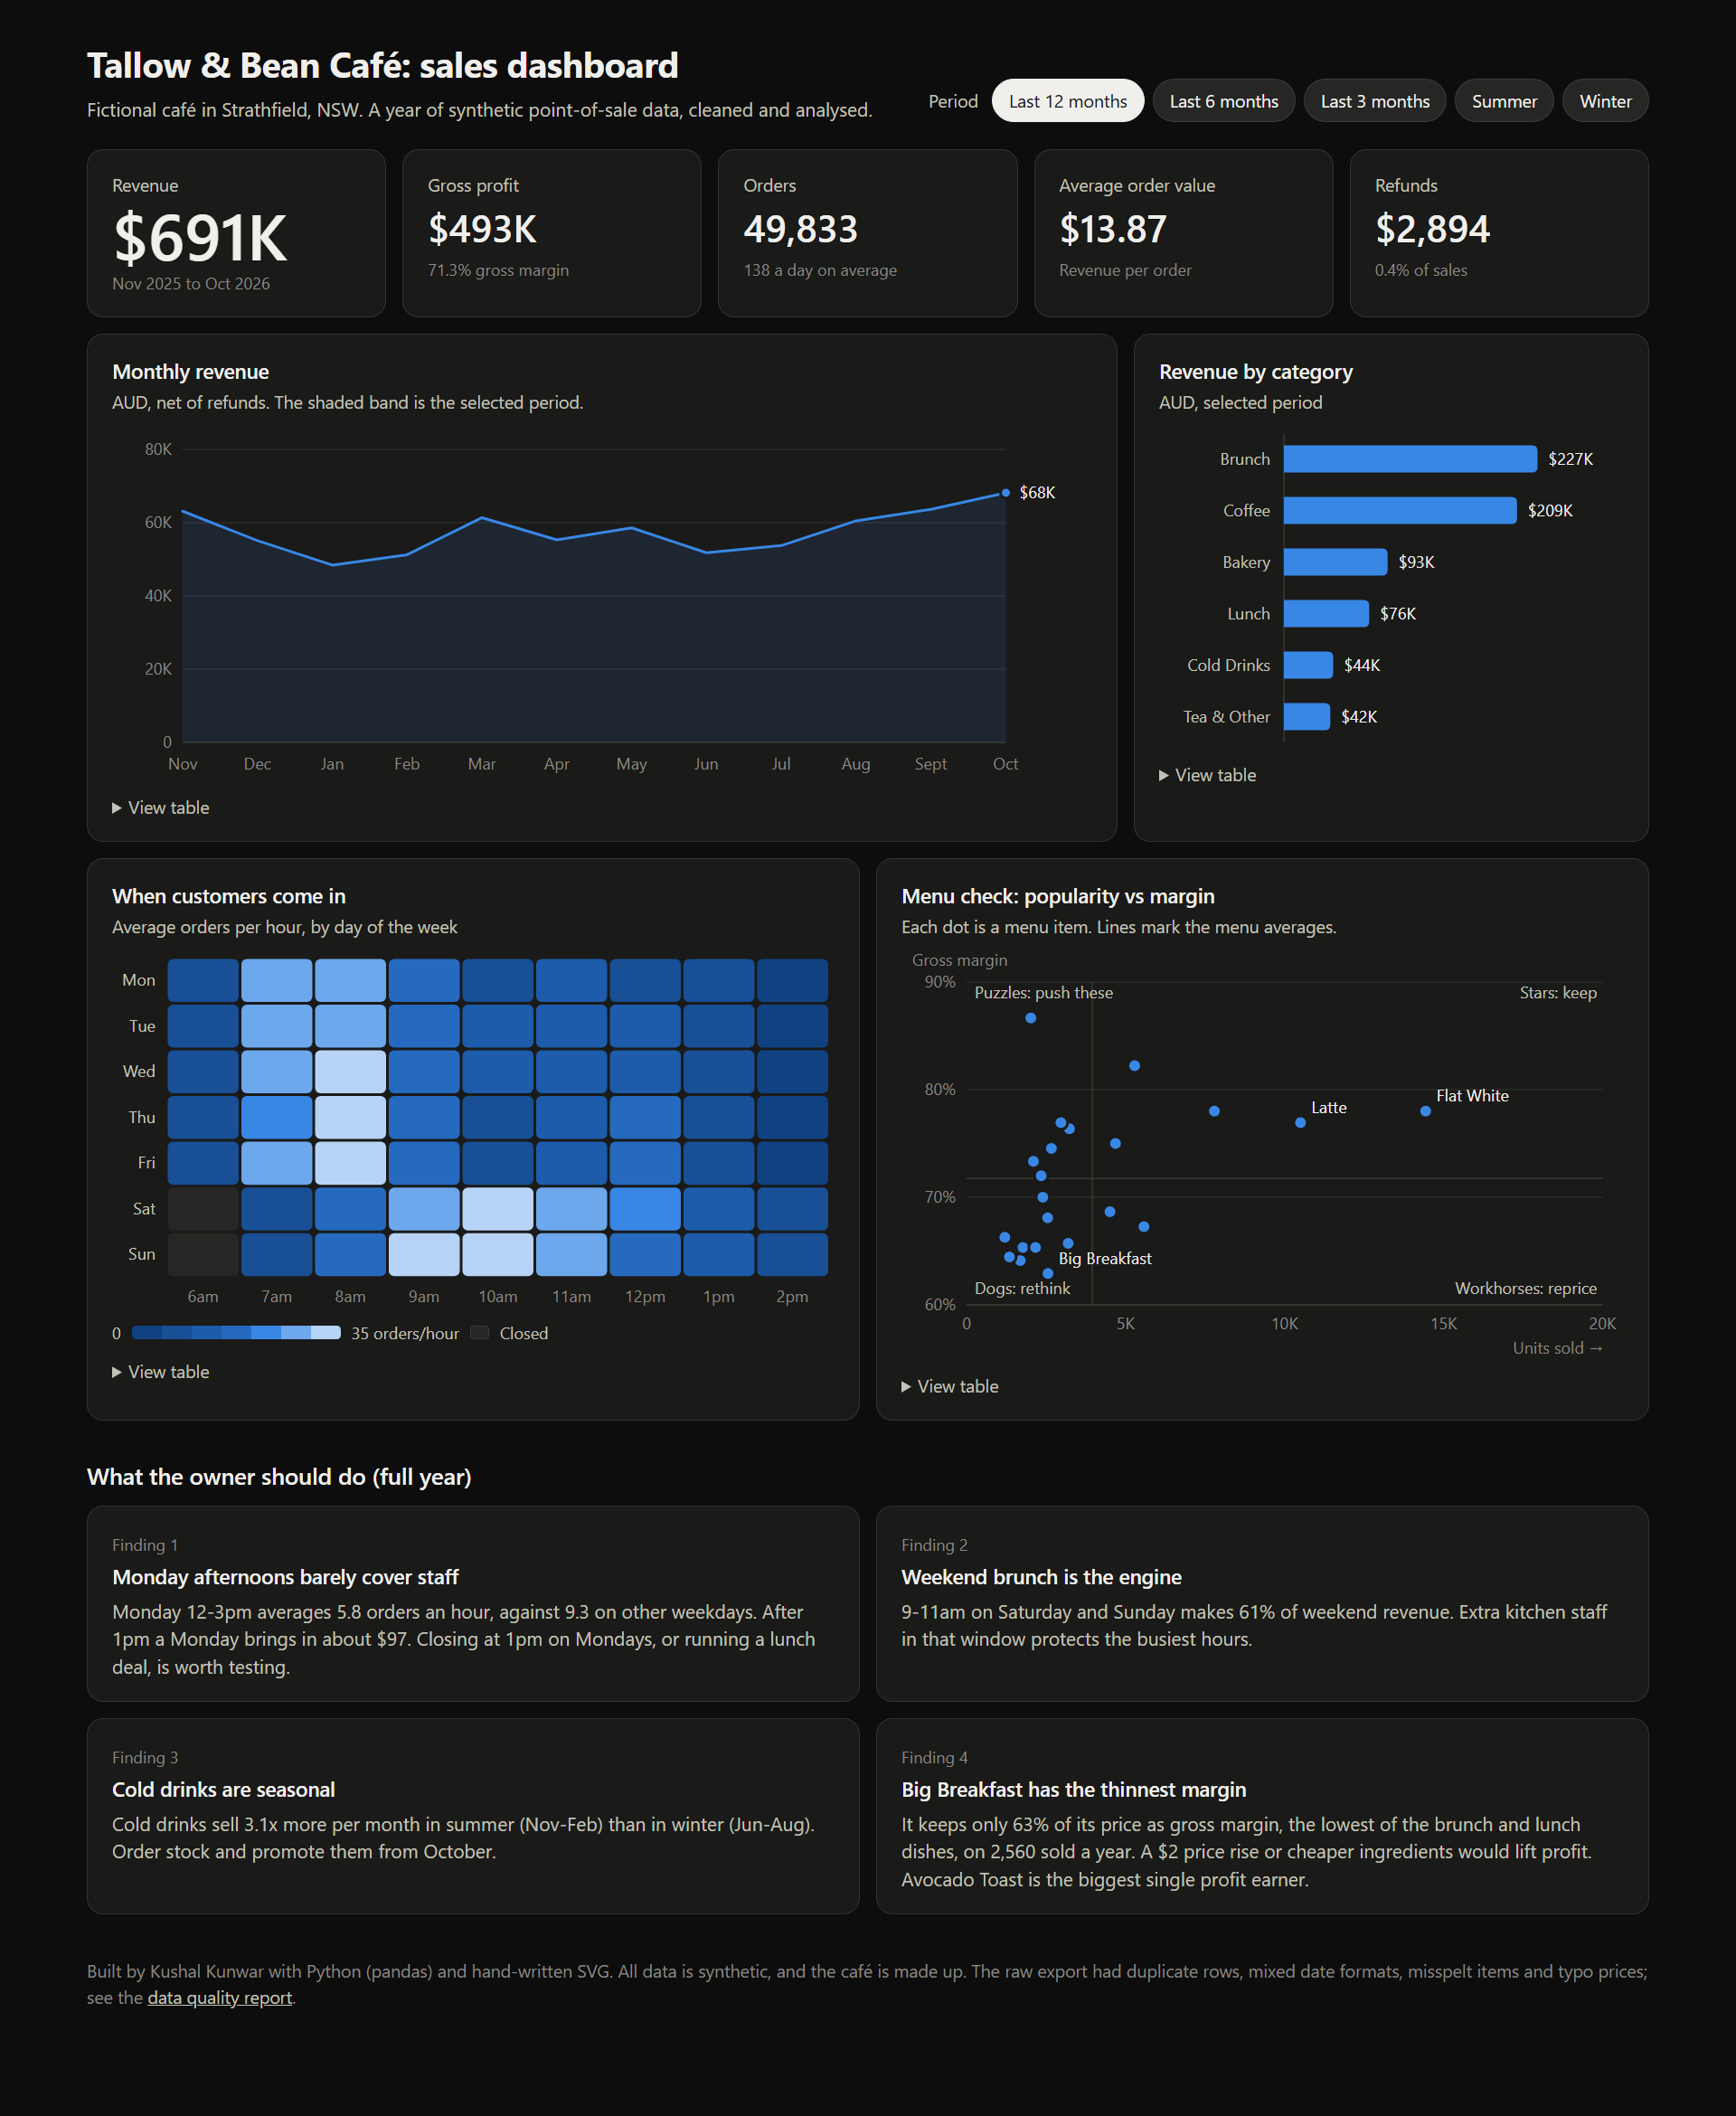 Tallow & Bean Café: sales dashboard
Fictional café in Strathfield, NSW. A year of synthetic point-of-sale data, cleaned and analysed.
Period
Last 12 months
Last 6 months
Last 3 months
Summer
Winter
Revenue
$691K
Nov 2025 to Oct 2026
Gross profit
$493K
71.3% gross margin
Orders
49,833
138 a day on average
Average order value
$13.87
Revenue per order
Refunds
$2,894
0.4% of sales
Monthly revenue
AUD, net of refunds. The shaded band is the selected period.
80K
60K
40K
20K
0
$68K
Nov Dec Jan Feb Mar Apr May Jun Jul Aug Sept Oct
▶ View table
Revenue by category
AUD, selected period
Brunch $227K
Coffee $209K
Bakery $93K
Lunch $76K
Cold Drinks $44K
Tea & Other $42K
▶ View table
When customers come in
Average orders per hour, by day of the week
Mon
Tue
Wed
Thu
Fri
Sat
Sun
6am 7am 8am 9am 10am 11am 12pm 1pm 2pm
0 35 orders/hour Closed
▶ View table
Menu check: popularity vs margin
Each dot is a menu item. Lines mark the menu averages.
Gross margin
90%
Puzzles: push these
Stars: keep
80%
Flat White
Latte
70%
Big Breakfast
Dogs: rethink
Workhorses: reprice
60%
0 5K 10K 15K 20K
Units sold →
▶ View table
What the owner should do (full year)
Finding 1
Monday afternoons barely cover staff
Monday 12-3pm averages 5.8 orders an hour, against 9.3 on other weekdays. After
1pm a Monday brings in about $97. Closing at 1pm on Mondays, or running a lunch
deal, is worth testing.
Finding 2
Weekend brunch is the engine
9-11am on Saturday and Sunday makes 61% of weekend revenue. Extra kitchen staff
in that window protects the busiest hours.
Finding 3
Cold drinks are seasonal
Cold drinks sell 3.1x more per month in summer (Nov-Feb) than in winter (Jun-Aug).
Order stock and promote them from October.
Finding 4
Big Breakfast has the thinnest margin
It keeps only 63% of its price as gross margin, the lowest of the brunch and lunch
dishes, on 2,560 sold a year. A $2 price rise or cheaper ingredients would lift profit.
Avocado Toast is the biggest single profit earner.
Built by Kushal Kunwar with Python (pandas) and hand-written SVG. All data is synthetic, and the café is made up. The raw export had duplicate rows, mixed date formats, misspelt items and typo prices;
see the data quality report.